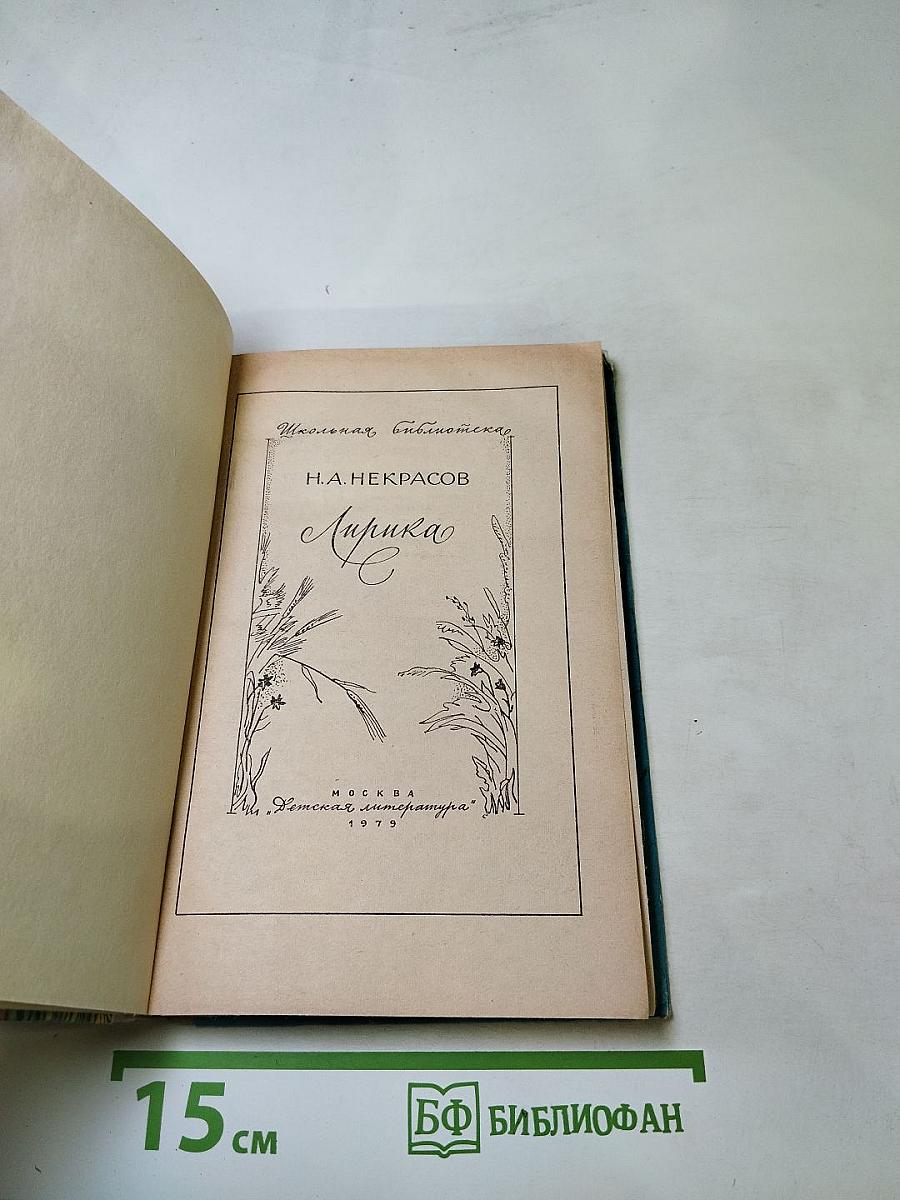 Школьная библиотека
Н.А.НЕКРАСОВ
Лирика
МОСКВА
„Детская литература"
1979
15 см
БФ БИБЛИОФАН